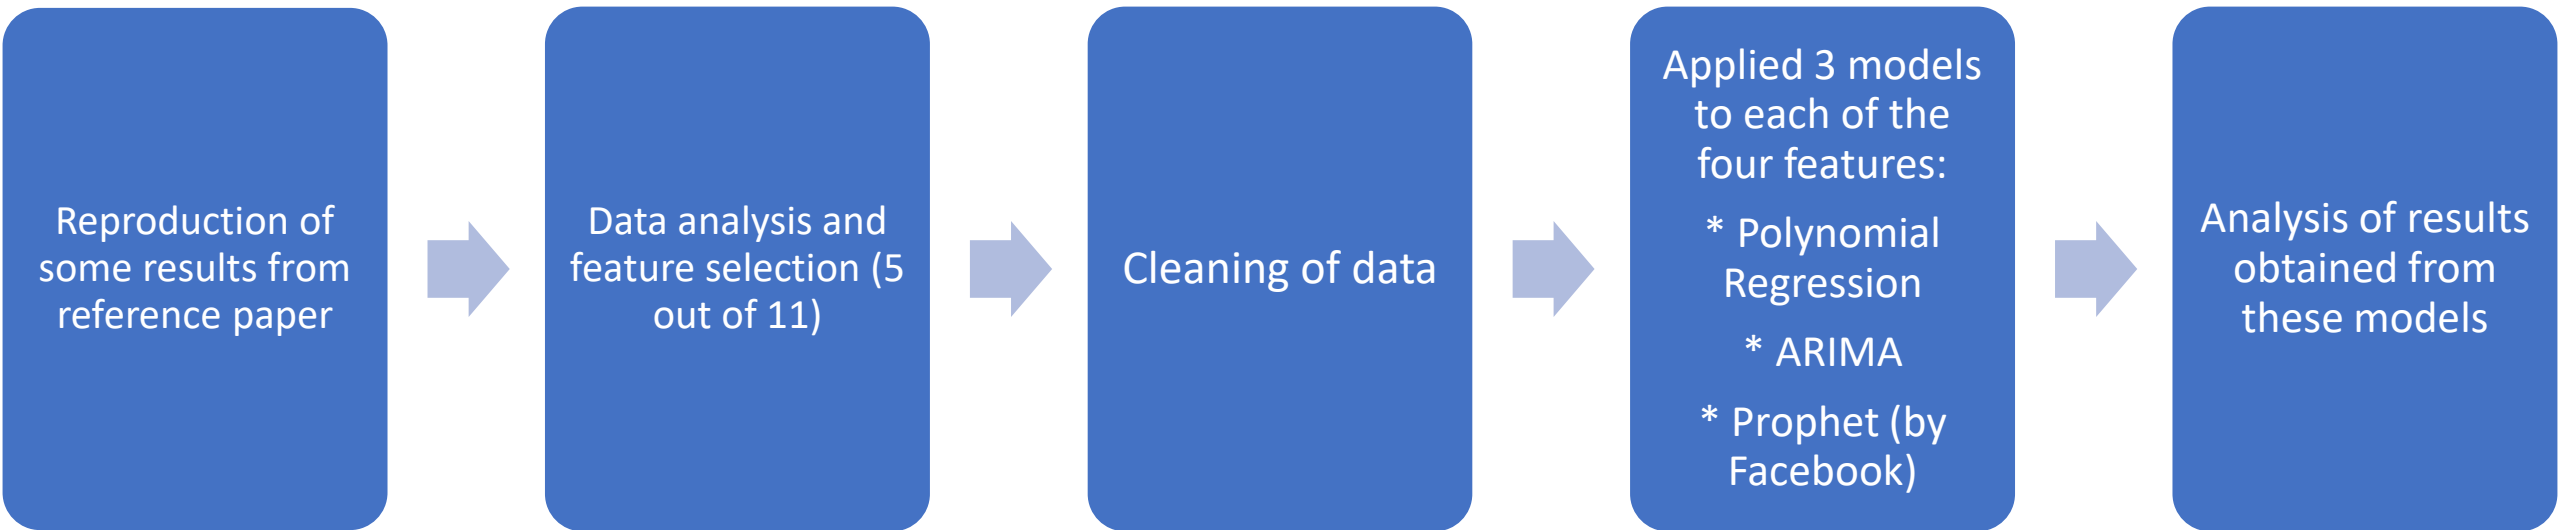 Reproduction of
some results from
reference paper
Data analysis and
feature selection (5
out of 11)
Cleaning of data
Applied 3 models
to each of the
four features:
* Polynomial
Regression
* ARIMA
* Prophet (by
Facebook)
Analysis of results
obtained from
these models